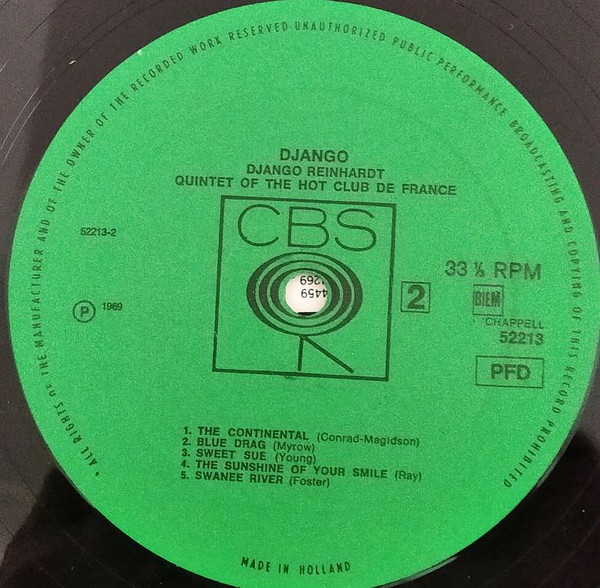 ALL RIGHTS OF THE MANUFACTURER AND OF THE OWNER OF THE RECORDED WORK RESERVED UNAUTHORIZED PUBLIC PERFORMANCE BROADCASTING AND COPYING OF THIS RECORD PROHIBITED
DJANGO
DJANGO REINHARDT
QUINTET OF THE HOT CLUB DE FRANCE
52213-2
CBS
4459
1269
33⅓ RPM
2
BIEM
℗ 1969
CHAPPELL
52213
PFD
1. THE CONTINENTAL (Conrad-Magidson)
2. BLUE DRAG (Myrow)
3. SWEET SUE (Young)
4. THE SUNSHINE OF YOUR SMILE (Ray)
5. SWANEE RIVER (Foster)
MADE IN HOLLAND